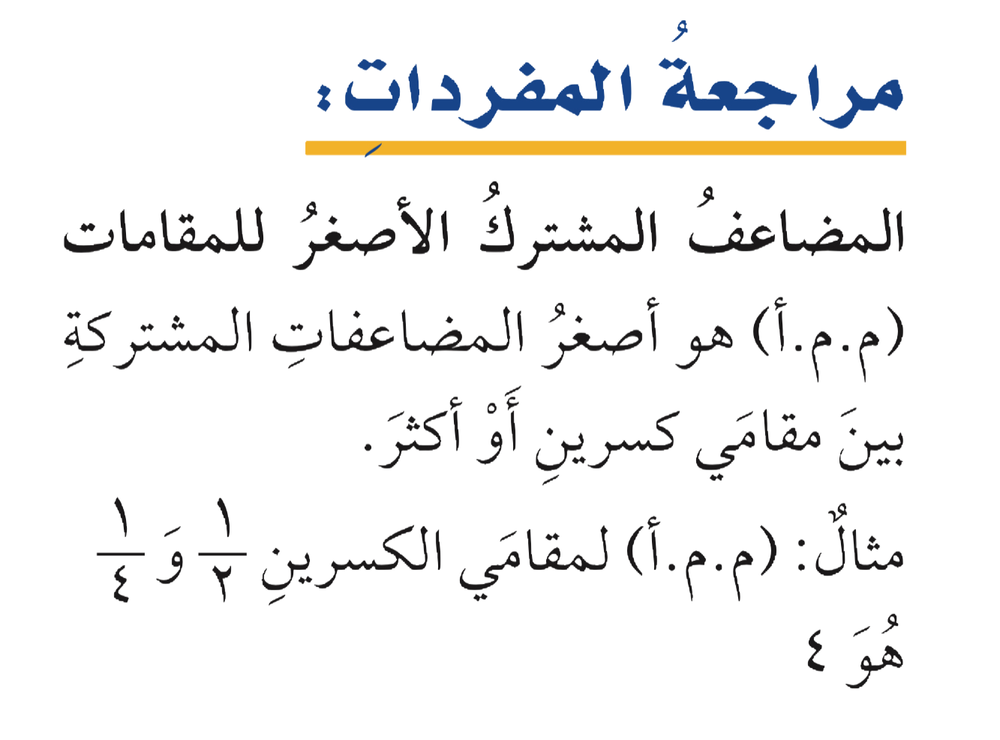 مراجعةُ المفرداتِ:
المضاعفُ المشتركُ الأصغرُ للمقامات
(م.م.أ) هو أصغرُ المضاعفاتِ المشتركةِ
بينَ مقامَي كسرينِ أَوْ أكثرَ.
مثالٌ: (م.م.أ) لمقامَي الكسرينِ ١/٢ وَ ١/٤
هُوَ ٤